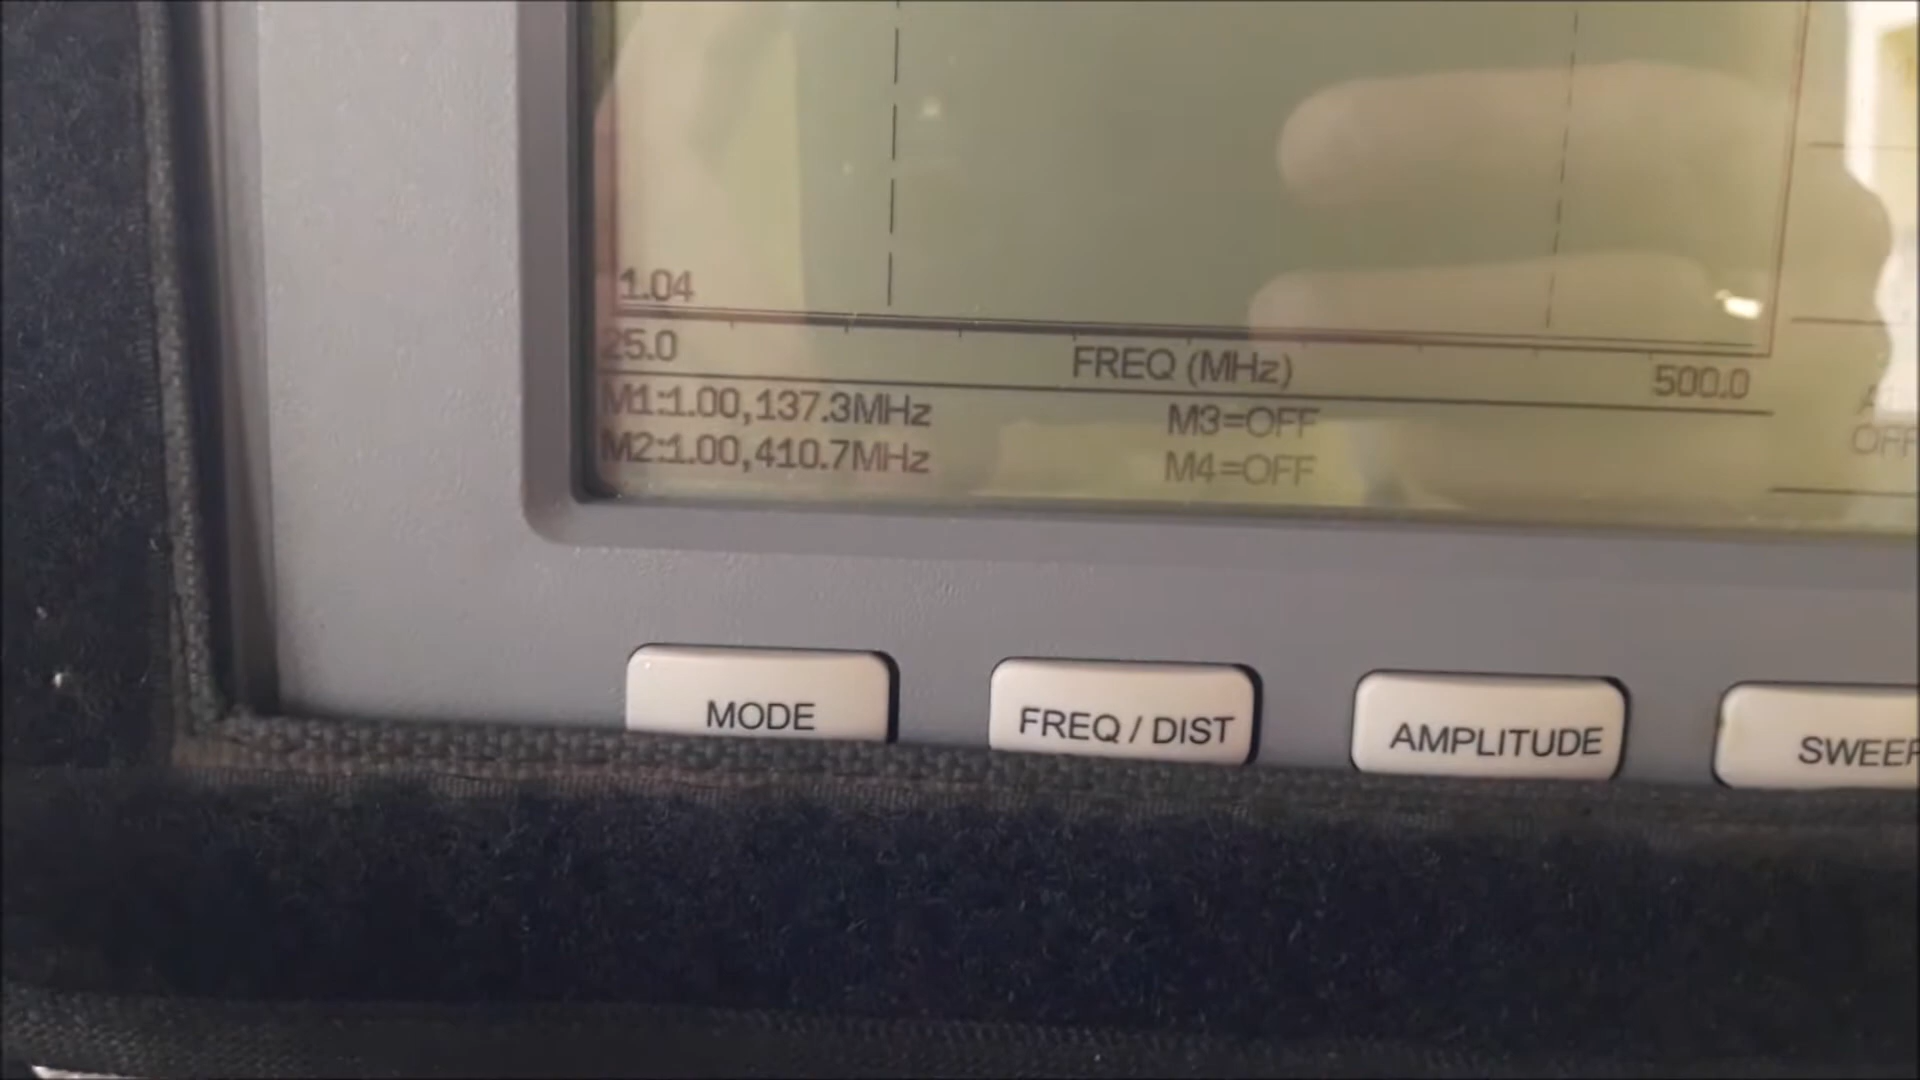 1.04
25.0 FREQ (MHz) 500.0
M1:1.00,137.3MHz M3=OFF
M2:1.00,410.7MHz M4=OFF
OFF
MODE FREQ / DIST AMPLITUDE SWEEP